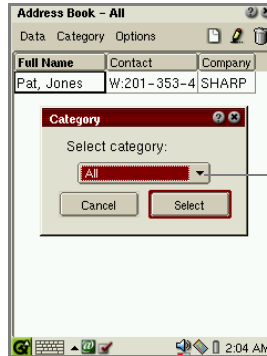 Address Book – All
Data Category Options
Full Name Contact Company
Pat, Jones W:201-353-4 SHARP
Category
Select category:
All
Cancel Select
2:04 AM